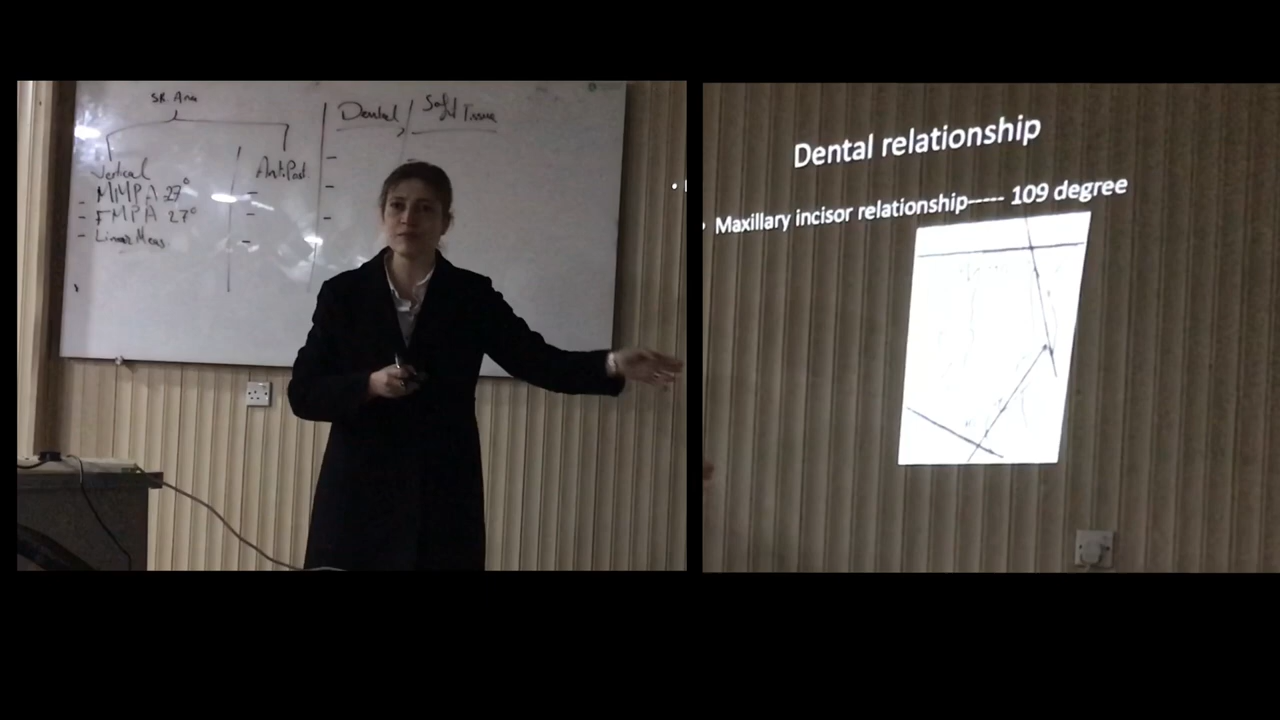 SK. Ana
Vertical
MMPA 27°
FMPA 27°
Linear Meas
Ant.Post
Dental
Soft Tissue
Dental relationship
Maxillary incisor relationship----- 109 degree